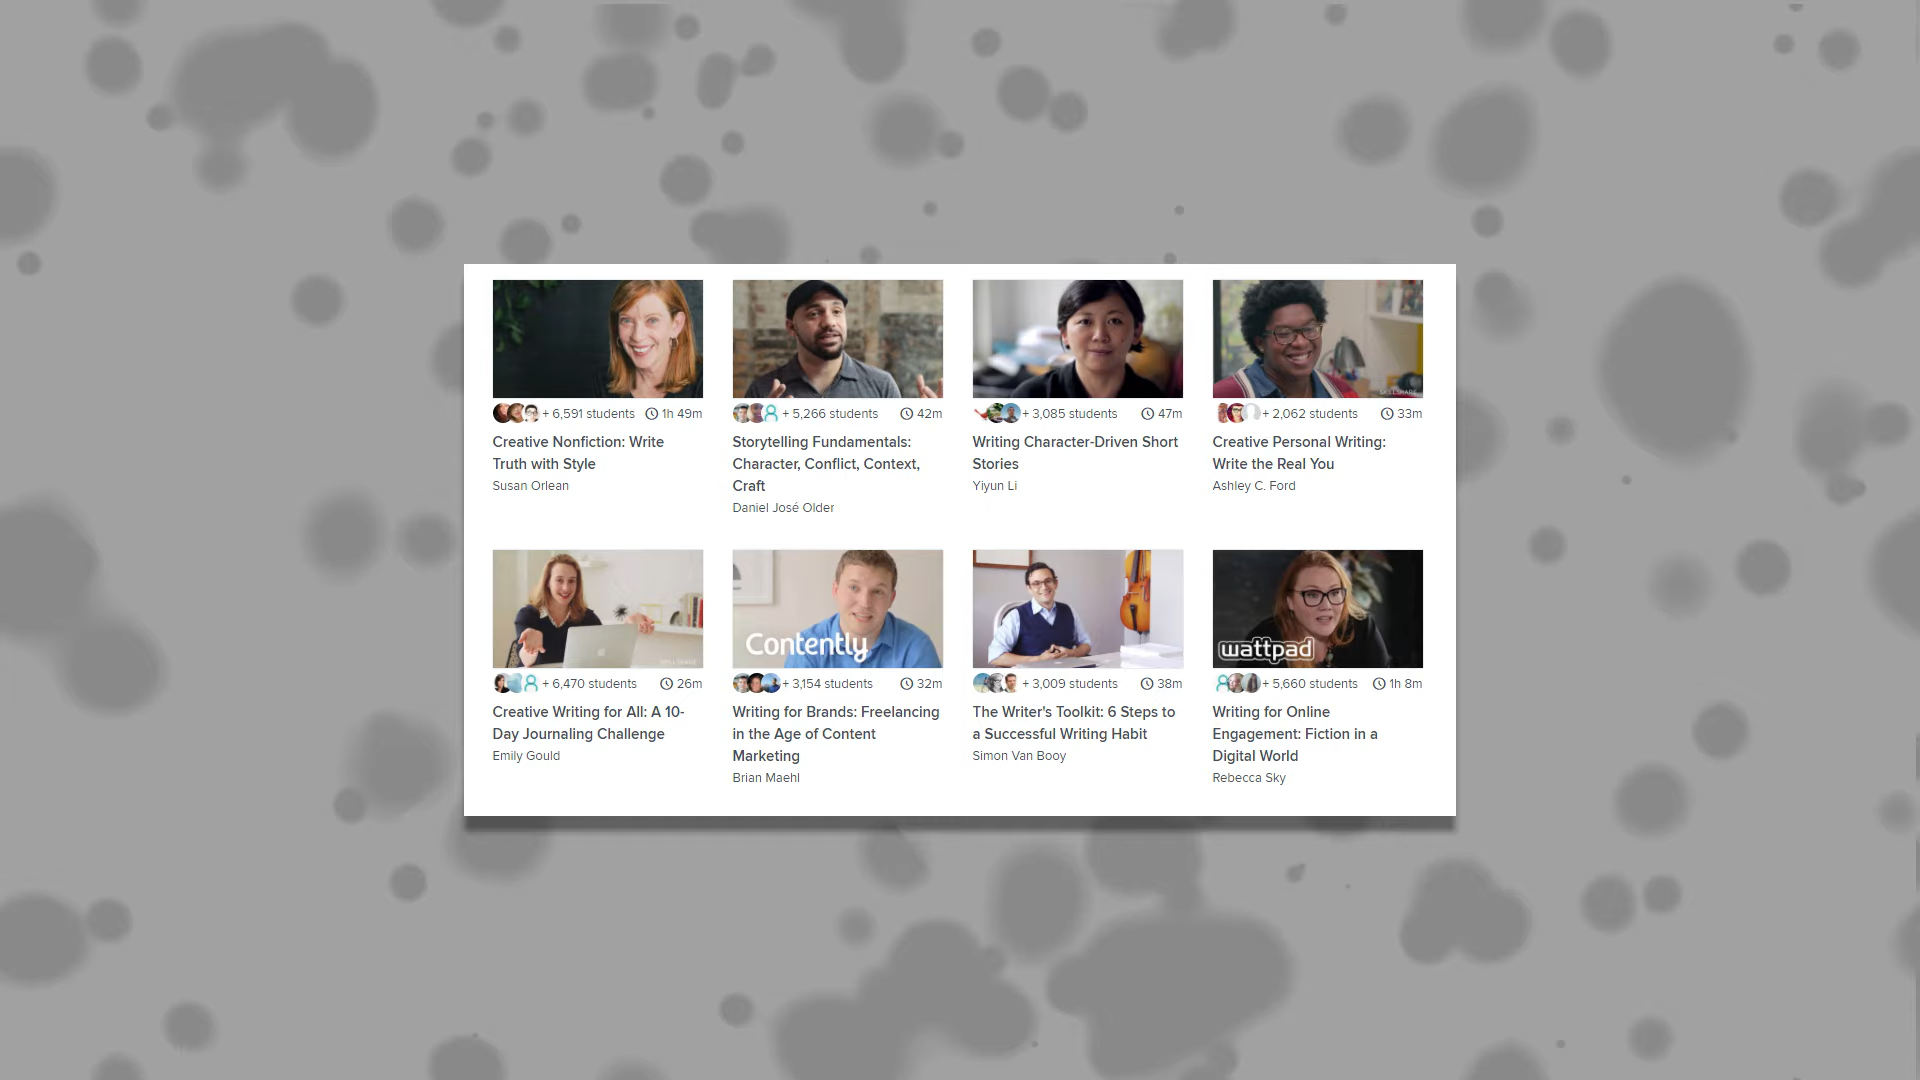 + 6,591 students 1h 49m
Creative Nonfiction: Write
Truth with Style
Susan Orlean
+ 5,266 students 42m
Storytelling Fundamentals:
Character, Conflict, Context,
Craft
Daniel José Older
+ 3,085 students 47m
Writing Character-Driven Short
Stories
Yiyun Li
SKILLSHARE
+ 2,062 students 33m
Creative Personal Writing:
Write the Real You
Ashley C. Ford
SKILLSHARE
+ 6,470 students 26m
Creative Writing for All: A 10-
Day Journaling Challenge
Emily Gould
Contently
+ 3,154 students 32m
Writing for Brands: Freelancing
in the Age of Content
Marketing
Brian Maehl
+ 3,009 students 38m
The Writer's Toolkit: 6 Steps to
a Successful Writing Habit
Simon Van Booy
wattpad
+ 5,660 students 1h 8m
Writing for Online
Engagement: Fiction in a
Digital World
Rebecca Sky